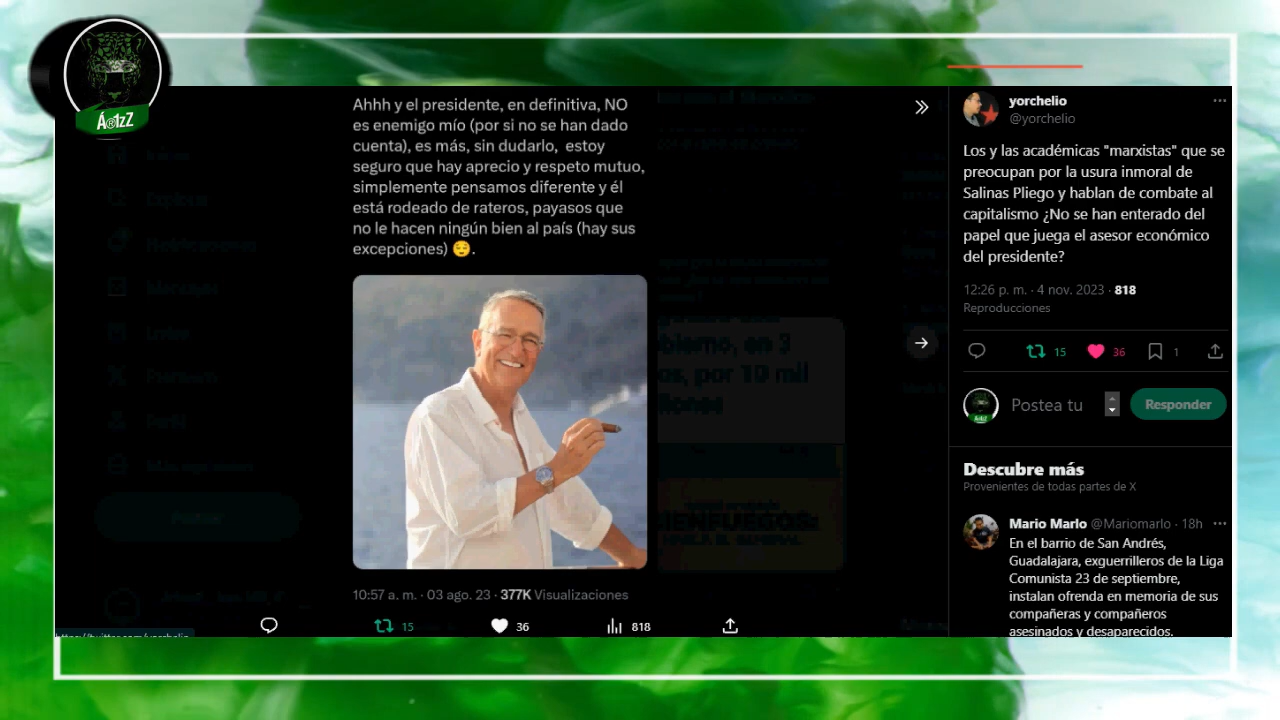 Á®1zZ
Ahhh y el presidente, en definitiva, NO
es enemigo mío (por si no se han dado
cuenta), es más, sin dudarlo, estoy
seguro que hay aprecio y respeto mutuo,
simplemente pensamos diferente y él
está rodeado de rateros, payasos que
no le hacen ningún bien al país (hay sus
excepciones) 😌.
10:57 a. m. · 03 ago. 23 · 377K Visualizaciones
15 36 818
https://twitter.com/yorchelio
yorchelio
@yorchelio
Los y las académicas "marxistas" que se
preocupan por la usura inmoral de
Salinas Pliego y hablan de combate al
capitalismo ¿No se han enterado del
papel que juega el asesor económico
del presidente?
12:26 p. m. · 4 nov. 2023 · 818
Reproducciones
15 36 1
Postea tu
Responder
Descubre más
Provenientes de todas partes de X
Mario Marlo @Mariomarlo · 18h
En el barrio de San Andrés,
Guadalajara, exguerrilleros de la Liga
Comunista 23 de septiembre,
instalan ofrenda en memoria de sus
compañeras y compañeros
asesinados y desaparecidos.